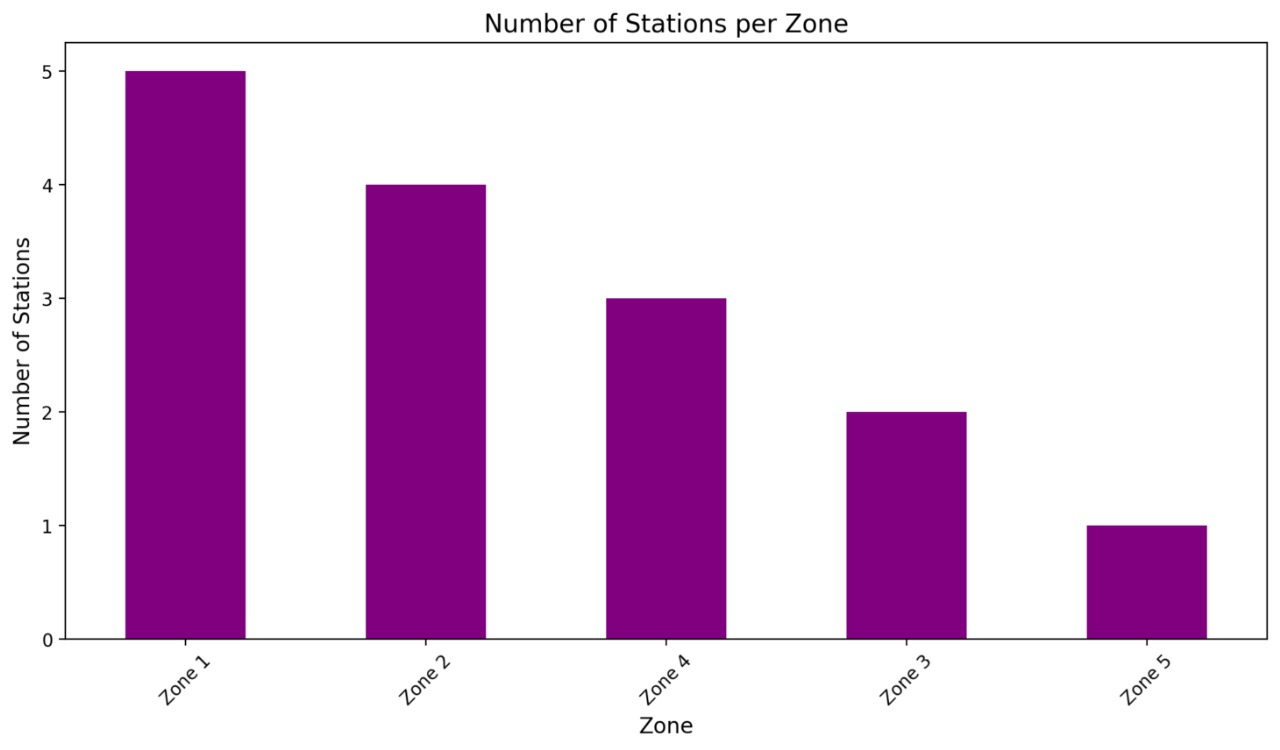 Number of Stations per Zone
Number of Stations
5
4
3
2
1
0
Zone 1
Zone 2
Zone 4
Zone 3
Zone 5
Zone